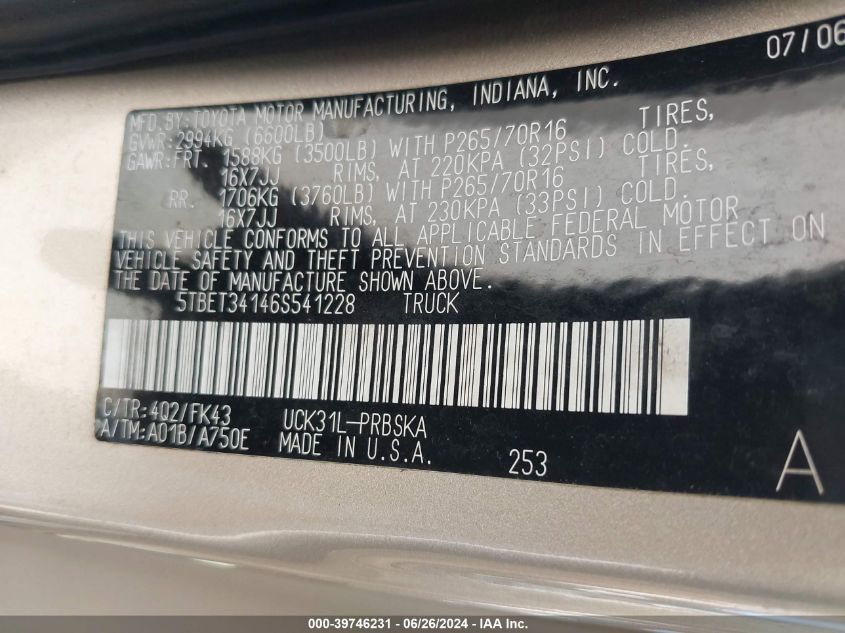 07/06
MFD. BY: TOYOTA MOTOR MANUFACTURING, INDIANA, INC.
GVWR: 2994KG (6600LB)
GAWR: FRT. 1588KG (3500LB) WITH P265/70R16 TIRES,
16X7JJ RIMS, AT 220KPA (32PSI) COLD.
RR. 1706KG (3760LB) WITH P265/70R16 TIRES,
16X7JJ RIMS, AT 230KPA (33PSI) COLD.
THIS VEHICLE CONFORMS TO ALL APPLICABLE FEDERAL MOTOR
VEHICLE SAFETY AND THEFT PREVENTION STANDARDS IN EFFECT ON
THE DATE OF MANUFACTURE SHOWN ABOVE.
5TBET34146S541228 TRUCK
C/TR: 4Q2/FK43 UCK31L-PRBSKA
A/TM: A01B/A750E MADE IN U.S.A. 253 A
000-39746231 - 06/26/2024 - IAA Inc.